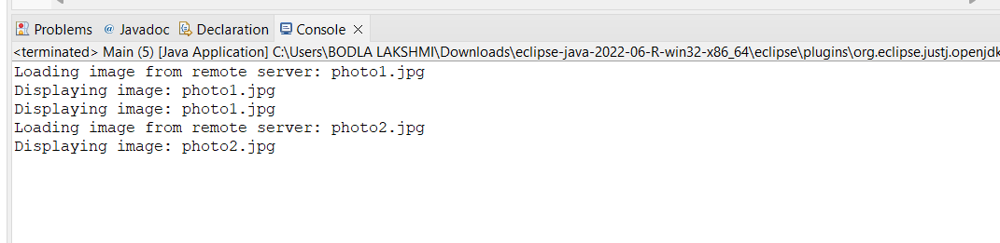 Problems @ Javadoc Declaration Console
<terminated> Main (5) [Java Application] C:\Users\BODLA LAKSHMI\Downloads\eclipse-java-2022-06-R-win32-x86_64\eclipse\plugins\org.eclipse.justj.openjdk
Loading image from remote server: photo1.jpg
Displaying image: photo1.jpg
Displaying image: photo1.jpg
Loading image from remote server: photo2.jpg
Displaying image: photo2.jpg